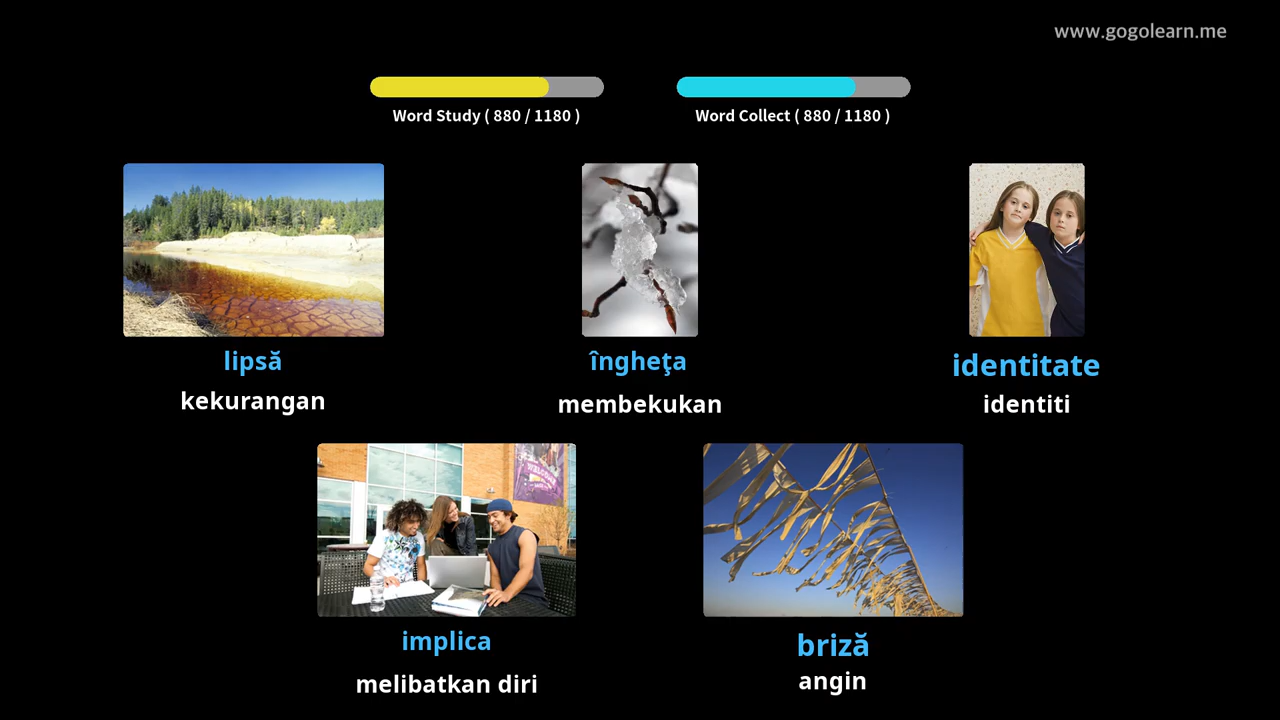 www.gogolearn.me
Word Study ( 880 / 1180 )
Word Collect ( 880 / 1180 )
lipsă
kekurangan
îngheţa
membekukan
identitate
identiti
implica
melibatkan diri
briză
angin